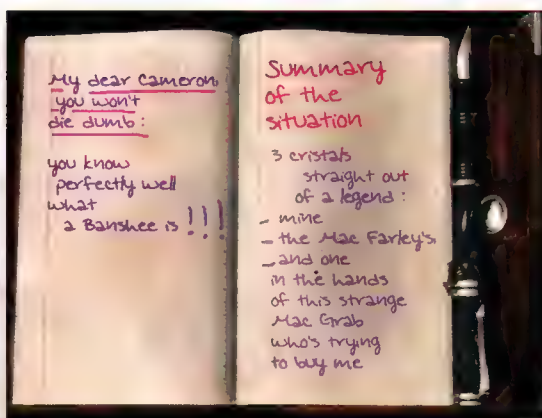 My dear Cameron,
you won't
die dumb:
you know
perfectly well
what
a Banshee is !!!
Summary
of the
situation
3 cristals
straight out
of a legend :
- mine
- the Mac Farley's
- and one
in the hands
of this strange
Mac Grab
who's trying
to buy me